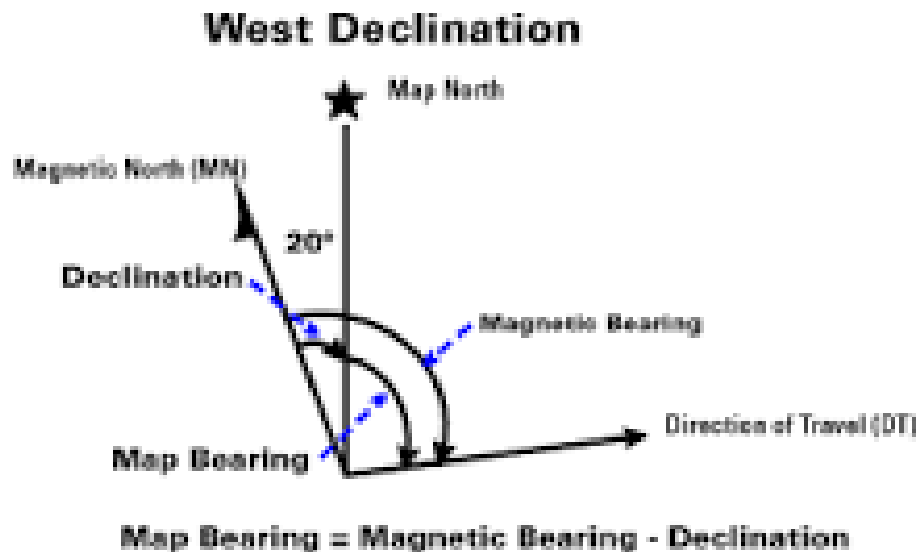 West Declination
Map North
Magnetic North (MN)
20°
Declination
Magnetic Bearing
Direction of Travel (DT)
Map Bearing
Map Bearing = Magnetic Bearing - Declination